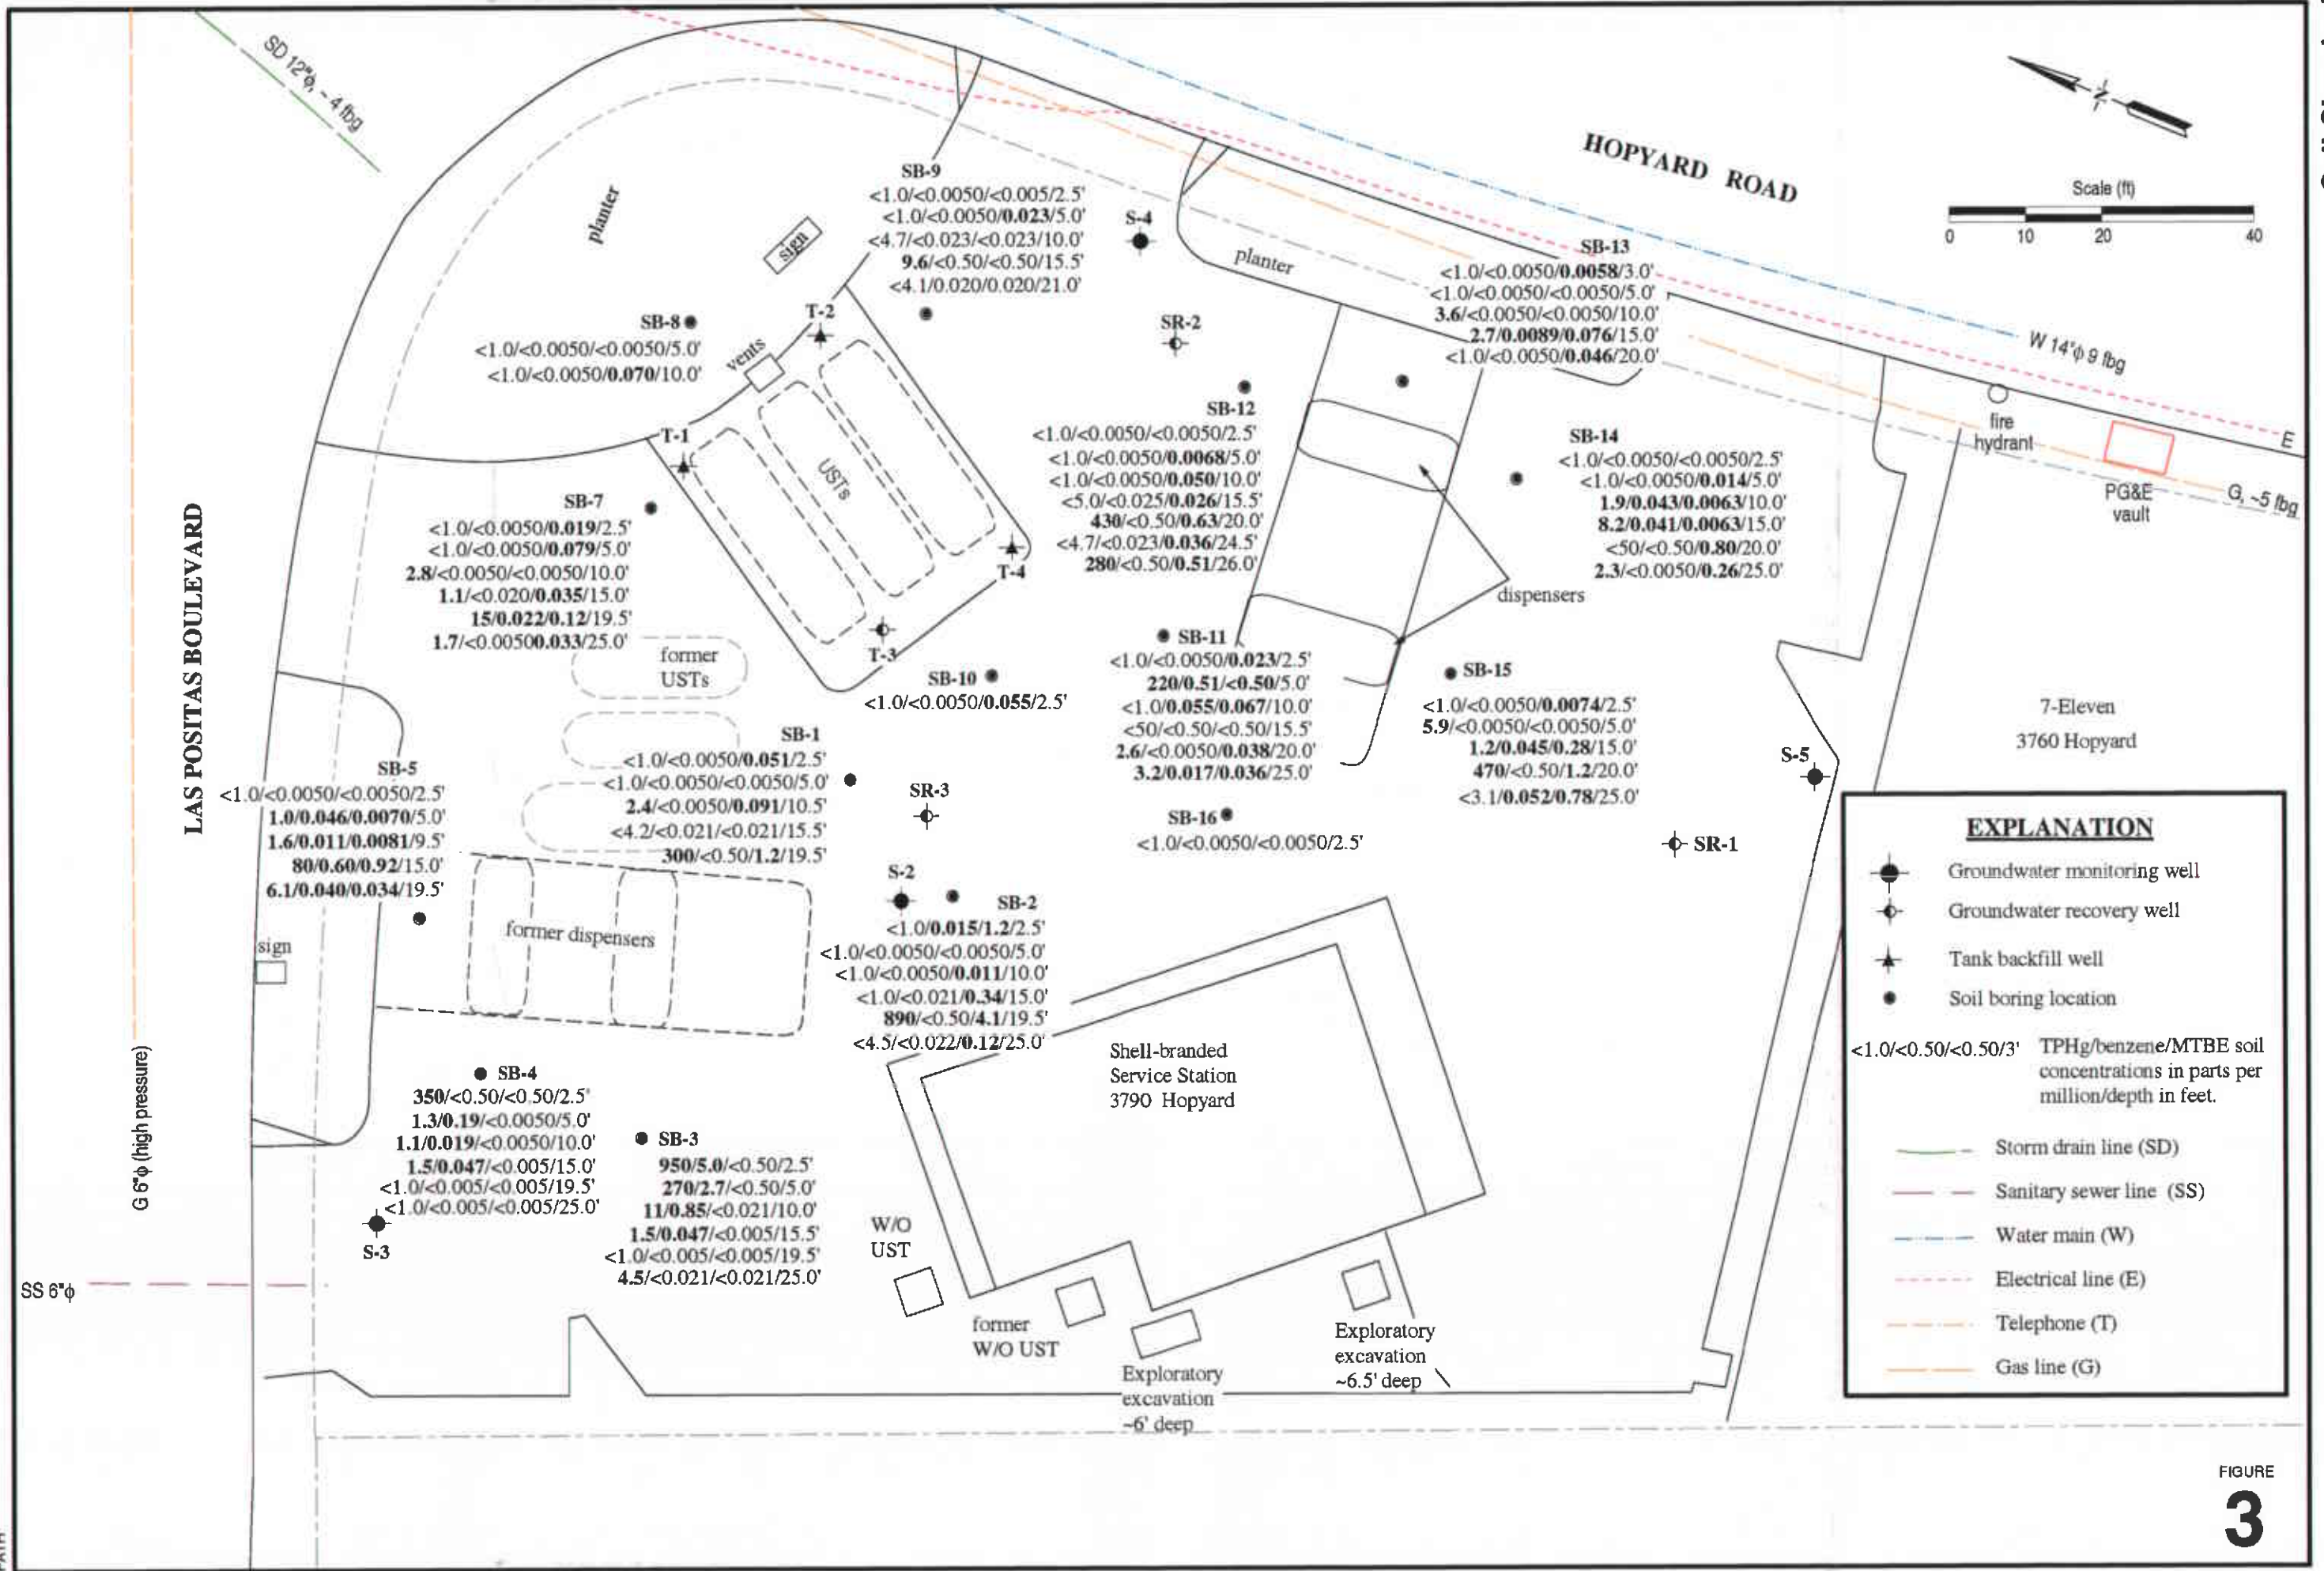 SD 12"φ, ~ 4 fbg
HOPYARD ROAD
N
Scale (ft)
0 10 20 40
planter
sign
SB-9
<1.0/<0.0050/<0.005/2.5'
<1.0/<0.0050/0.023/5.0'
<4.7/<0.023/<0.023/10.0'
9.6/<0.50/<0.50/15.5'
<4.1/0.020/0.020/21.0'
S-4
planter
SB-13
<1.0/<0.0050/0.0058/3.0'
<1.0/<0.0050/<0.0050/5.0'
3.6/<0.0050/<0.0050/10.0'
2.7/0.0089/0.076/15.0'
<1.0/<0.0050/0.046/20.0'
W 14"φ 9 fbg
E
G, ~5 fbg
fire
hydrant
PG&E
vault
SB-8
<1.0/<0.0050/<0.0050/5.0'
<1.0/<0.0050/0.070/10.0'
T-2
vents
SR-2
T-1
USTs
T-4
T-3
SB-12
<1.0/<0.0050/<0.0050/2.5'
<1.0/<0.0050/0.0068/5.0'
<1.0/<0.0050/0.050/10.0'
<5.0/<0.025/0.026/15.5'
430/<0.50/0.63/20.0'
<4.7/<0.023/0.036/24.5'
280/<0.50/0.51/26.0'
SB-14
<1.0/<0.0050/<0.0050/2.5'
<1.0/<0.0050/0.014/5.0'
1.9/0.043/0.0063/10.0'
8.2/0.041/0.0063/15.0'
<50/<0.50/0.80/20.0'
2.3/<0.0050/0.26/25.0'
dispensers
LAS POSITAS BOULEVARD
SB-7
<1.0/<0.0050/0.019/2.5'
<1.0/<0.0050/0.079/5.0'
2.8/<0.0050/<0.0050/10.0'
1.1/<0.020/0.035/15.0'
15/0.022/0.12/19.5'
1.7/<0.00500.033/25.0'
former
USTs
SB-10
<1.0/<0.0050/0.055/2.5'
SB-11
<1.0/<0.0050/0.023/2.5'
220/0.51/<0.50/5.0'
<1.0/0.055/0.067/10.0'
<50/<0.50/<0.50/15.5'
2.6/<0.0050/0.038/20.0'
3.2/0.017/0.036/25.0'
SB-15
<1.0/<0.0050/0.0074/2.5'
5.9/<0.0050/<0.0050/5.0'
1.2/0.045/0.28/15.0'
470/<0.50/1.2/20.0'
<3.1/0.052/0.78/25.0'
7-Eleven
3760 Hopyard
S-5
SR-1
SB-1
<1.0/<0.0050/0.051/2.5'
<1.0/<0.0050/<0.0050/5.0'
2.4/<0.0050/0.091/10.5'
<4.2/<0.021/<0.021/15.5'
300/<0.50/1.2/19.5'
SR-3
SB-16
<1.0/<0.0050/<0.0050/2.5'
SB-5
<1.0/<0.0050/<0.0050/2.5'
1.0/0.046/0.0070/5.0'
1.6/0.011/0.0081/9.5'
80/0.60/0.92/15.0'
6.1/0.040/0.034/19.5'
sign
former dispensers
S-2
SB-2
<1.0/0.015/1.2/2.5'
<1.0/<0.0050/<0.0050/5.0'
<1.0/<0.0050/0.011/10.0'
<1.0/<0.021/0.34/15.0'
890/<0.50/4.1/19.5'
<4.5/<0.022/0.12/25.0'
Shell-branded
Service Station
3790 Hopyard
G 6"φ (high pressure)
SB-4
350/<0.50/<0.50/2.5'
1.3/0.19/<0.0050/5.0'
1.1/0.019/<0.0050/10.0'
1.5/0.047/<0.005/15.0'
<1.0/<0.005/<0.005/19.5'
<1.0/<0.005/<0.005/25.0'
S-3
SB-3
950/5.0/<0.50/2.5'
270/2.7/<0.50/5.0'
11/0.85/<0.021/10.0'
1.5/0.047/<0.005/15.5'
<1.0/<0.005/<0.005/19.5'
4.5/<0.021/<0.021/25.0'
SS 6"φ
W/O
UST
former
W/O UST
Exploratory
excavation
~6' deep
Exploratory
excavation
~6.5' deep
EXPLANATION
Groundwater monitoring well
Groundwater recovery well
Tank backfill well
Soil boring location
<1.0/<0.50/<0.50/3' TPHg/benzene/MTBE soil
concentrations in parts per
million/depth in feet.
Storm drain line (SD)
Sanitary sewer line (SS)
Water main (W)
Electrical line (E)
Telephone (T)
Gas line (G)
FIGURE
3